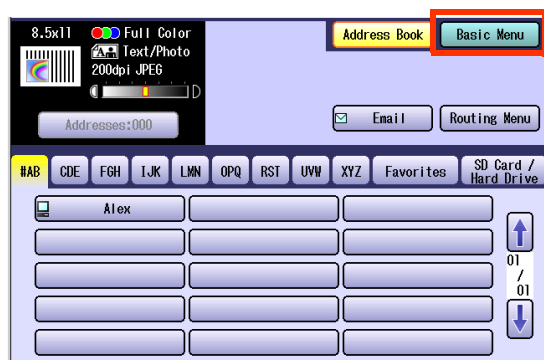 8.5x11 Full Color
A Text/Photo
200dpi JPEG
Addresses:000
Address Book
Basic Menu
Email
Routing Menu
#AB CDE FGH IJK LMN OPQ RST UVW XYZ Favorites SD Card /
Hard Drive
Alex
01
/
01